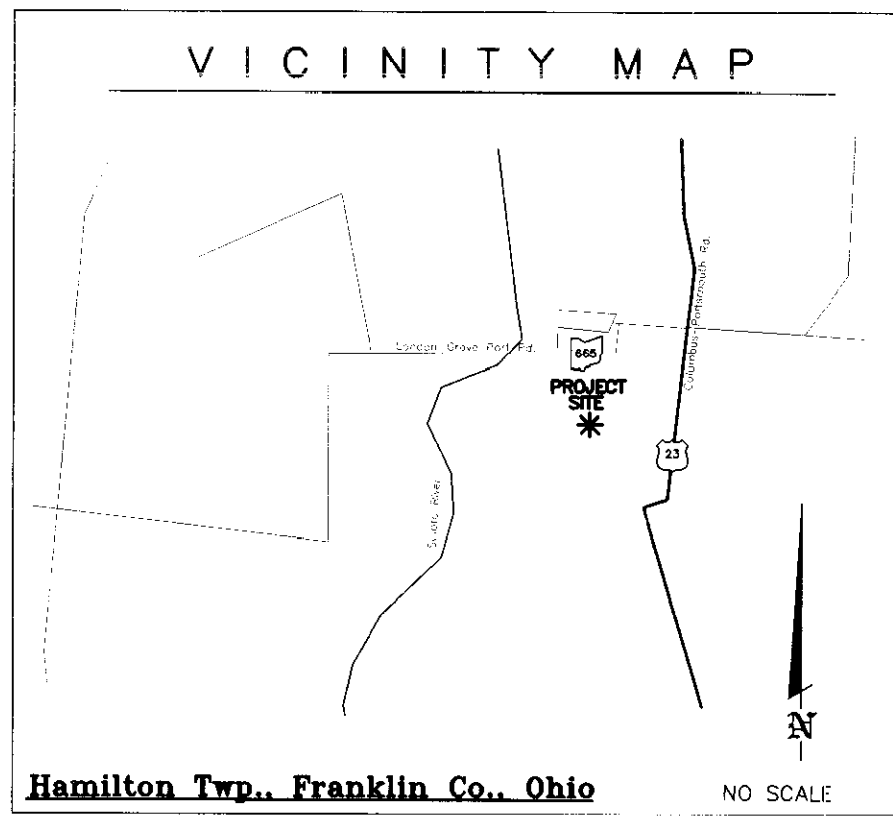 VICINITY MAP
Columbus Portsmouth Rd.
London Grove Port Rd.
665
PROJECT
SITE
23
Scioto River
N
Hamilton Twp., Franklin Co., Ohio
NO SCALE